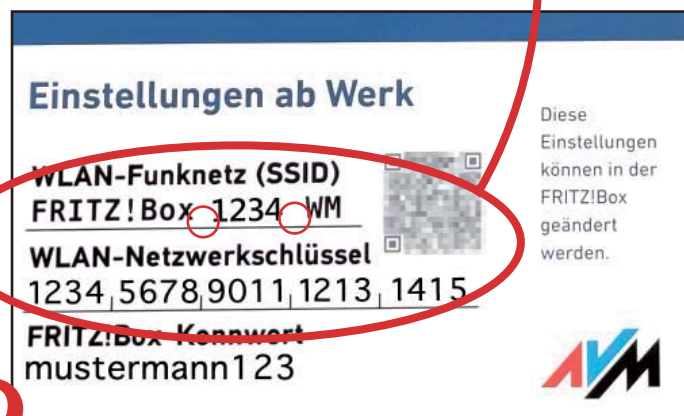 Einstellungen ab Werk
WLAN-Funknetz (SSID)
FRITZ!Box 1234 WM
WLAN-Netzwerkschlüssel
1234 5678 9011 1213 1415
FRITZ!Box Kennwort
mustermann123
Diese
Einstellungen
können in der
FRITZ!Box
geändert
werden.
AVM